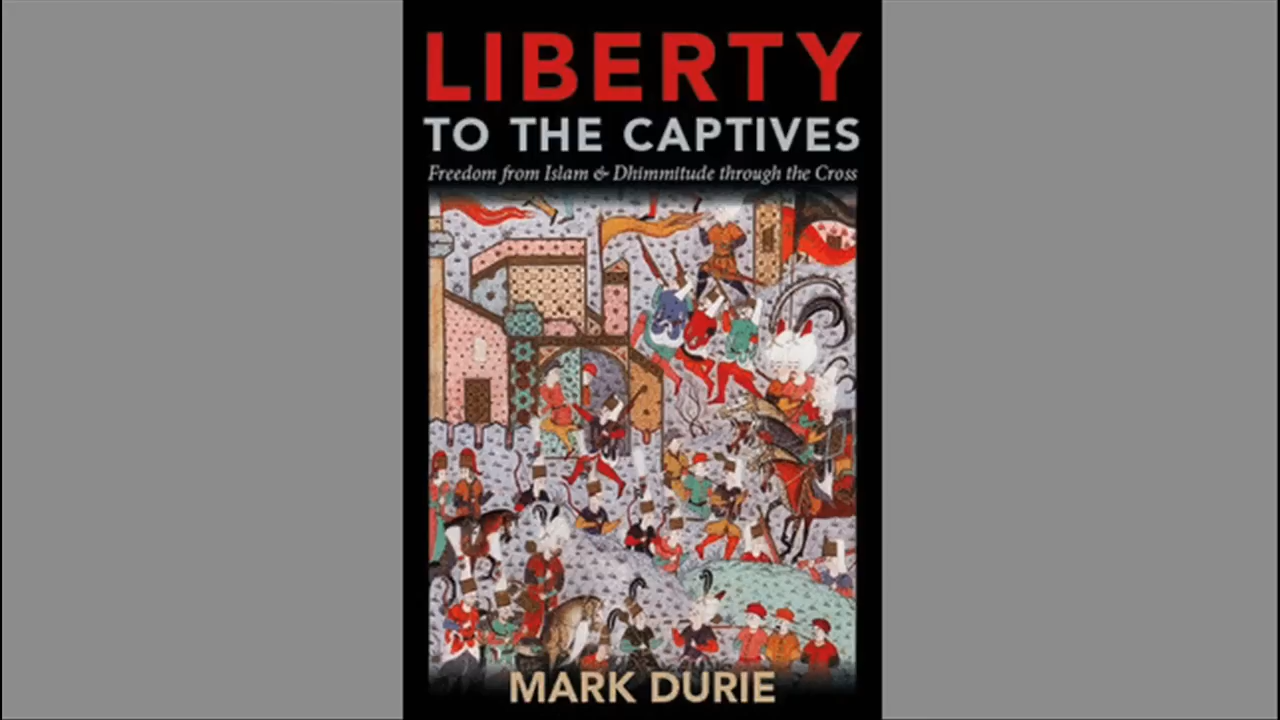 LIBERTY
TO THE CAPTIVES
Freedom from Islam & Dhimmitude through the Cross
MARK DURIE